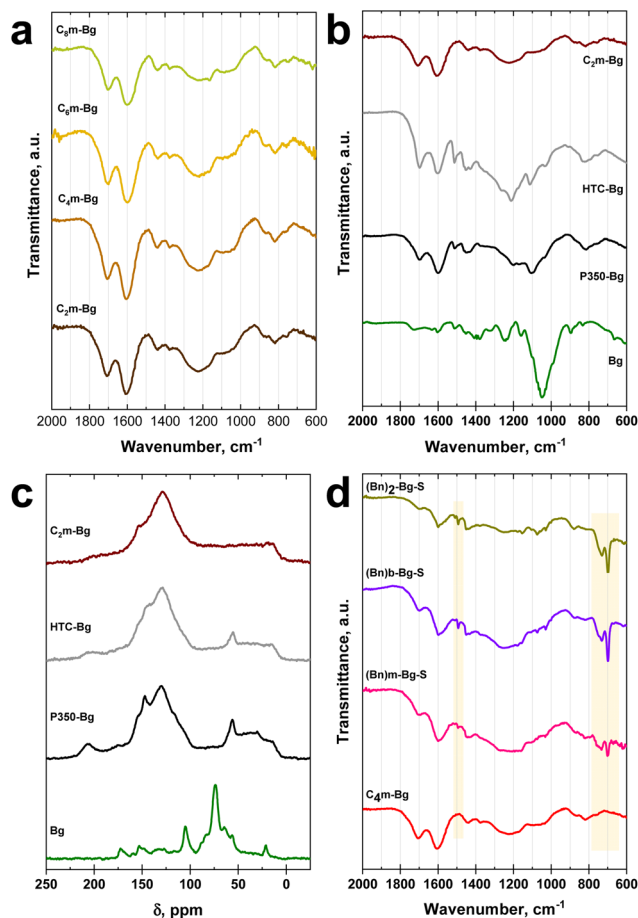 a
C8m-Bg
C6m-Bg
C4m-Bg
C2m-Bg
Transmittance, a.u.
2000 1800 1600 1400 1200 1000 800 600
Wavenumber, cm-1
b
C2m-Bg
HTC-Bg
P350-Bg
Bg
Transmittance, a.u.
2000 1800 1600 1400 1200 1000 800 600
Wavenumber, cm-1
c
C2m-Bg
HTC-Bg
P350-Bg
Bg
250 200 150 100 50 0
δ, ppm
d
(Bn)2-Bg-S
(Bn)b-Bg-S
(Bn)m-Bg-S
C4m-Bg
Transmittance, a.u.
2000 1800 1600 1400 1200 1000 800 600
Wavenumber, cm-1